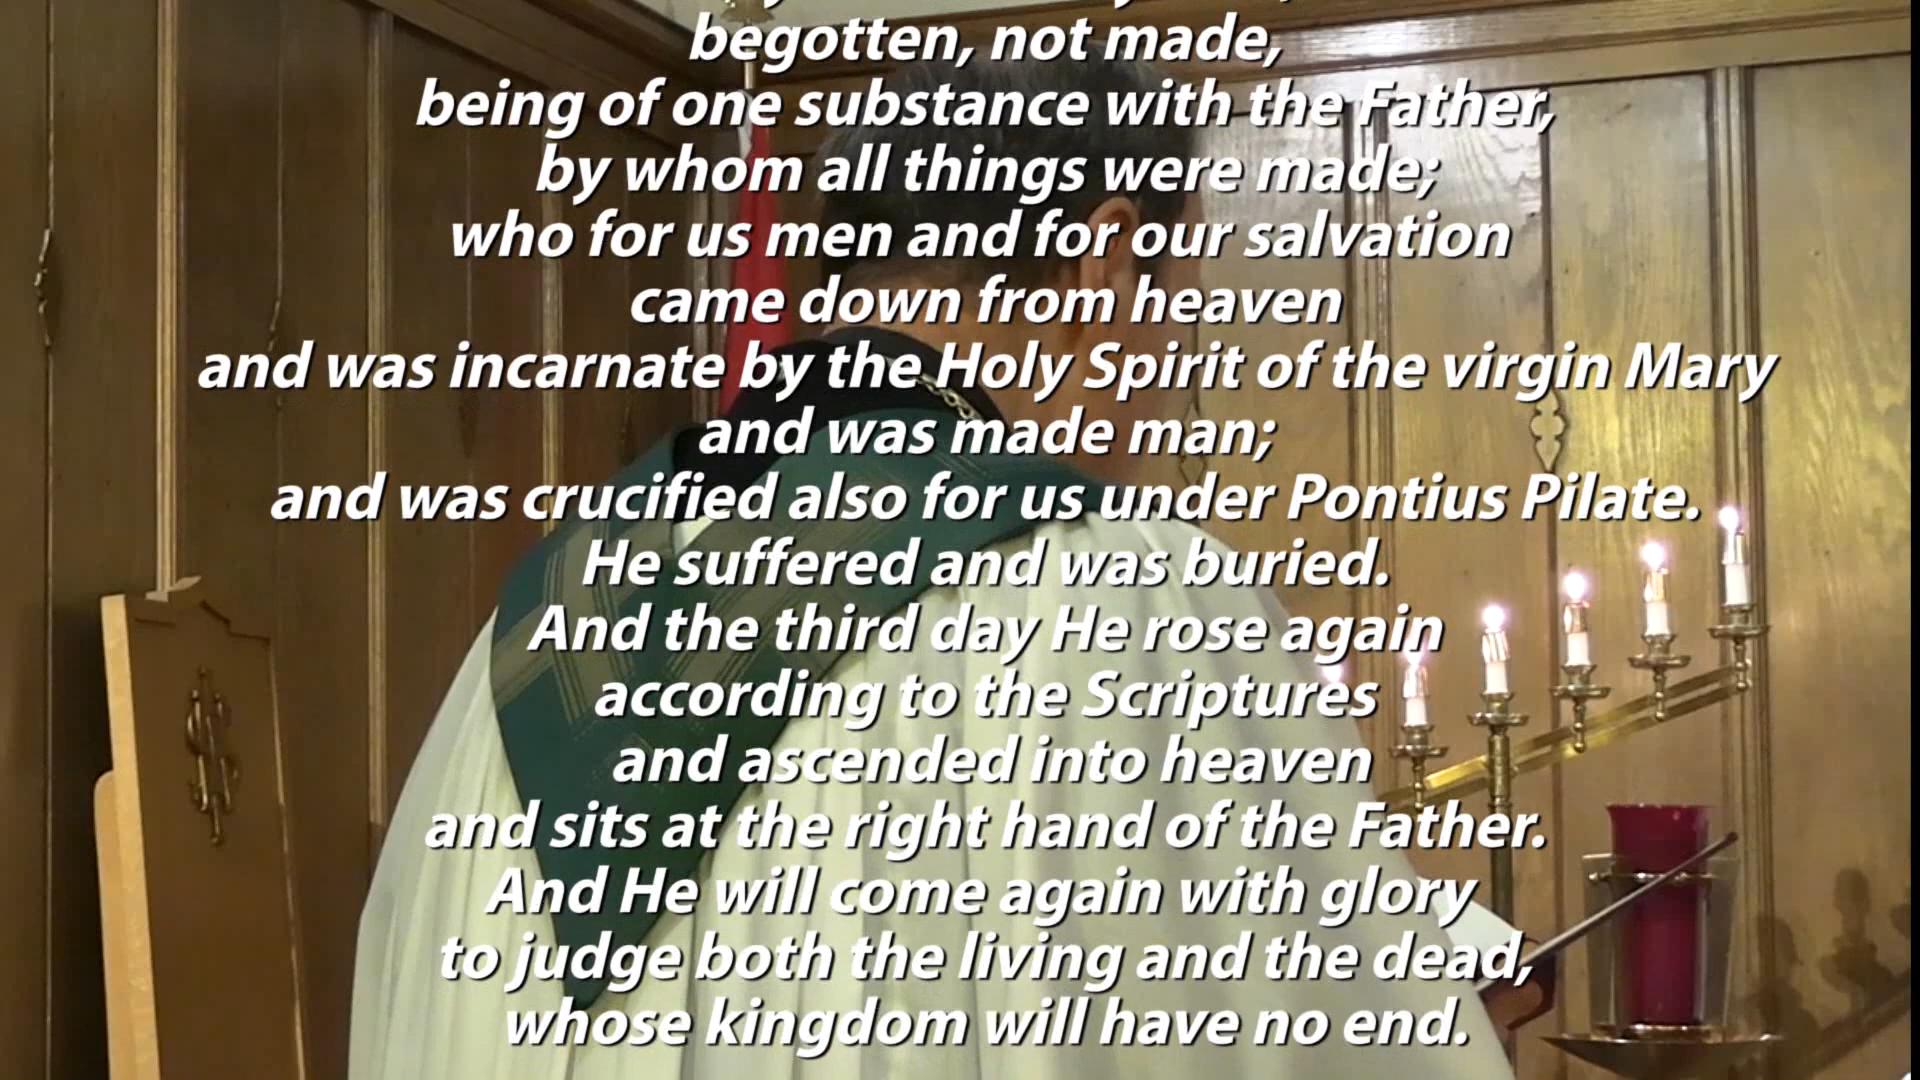 begotten, not made,
being of one substance with the Father,
by whom all things were made;
who for us men and for our salvation
came down from heaven
and was incarnate by the Holy Spirit of the virgin Mary
and was made man;
and was crucified also for us under Pontius Pilate.
He suffered and was buried.
And the third day He rose again
according to the Scriptures
and ascended into heaven
and sits at the right hand of the Father.
And He will come again with glory
to judge both the living and the dead,
whose kingdom will have no end.